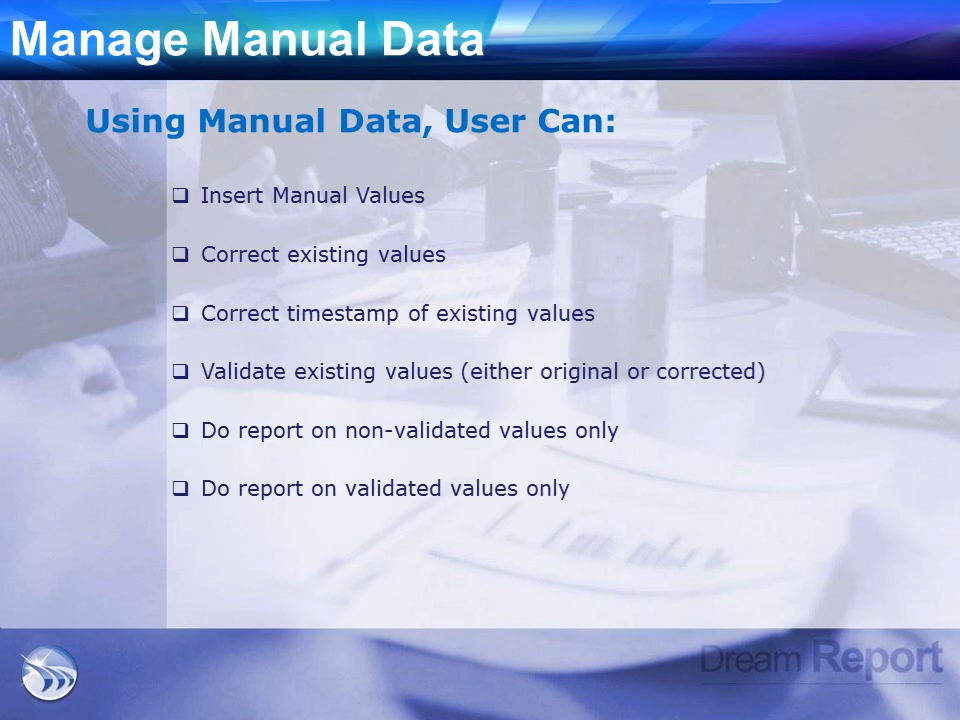 Manage Manual Data
Using Manual Data, User Can:
Insert Manual Values
Correct existing values
Correct timestamp of existing values
Validate existing values (either original or corrected)
Do report on non-validated values only
Do report on validated values only
Dream Report